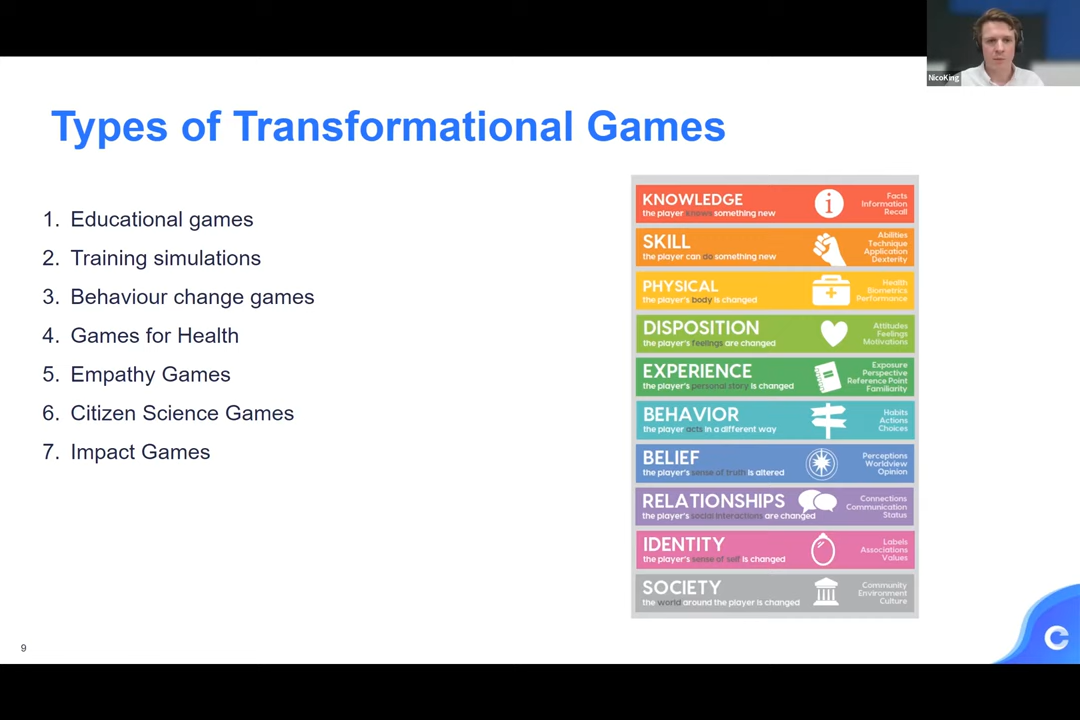 NicoKing
Types of Transformational Games
1. Educational games
2. Training simulations
3. Behaviour change games
4. Games for Health
5. Empathy Games
6. Citizen Science Games
7. Impact Games
KNOWLEDGE
the player knows something new
Facts
Information
Recall
SKILL
the player can do something new
Abilities
Technique
Application
Dexterity
PHYSICAL
the player's body is changed
Health
Biometrics
Performance
DISPOSITION
the player's feelings are changed
Attitudes
Feelings
Motivations
EXPERIENCE
the player's personal story is changed
Exposure
Perspective
Reference Point
Familiarity
BEHAVIOR
the player acts in a different way
Habits
Actions
Choices
BELIEF
the player's sense of truth is altered
Perceptions
Worldview
Opinion
RELATIONSHIPS
the player's social interactions are changed
Connections
Communication
Status
IDENTITY
the player's sense of self is changed
Labels
Associations
Values
SOCIETY
the world around the player is changed
Community
Environment
Culture
9